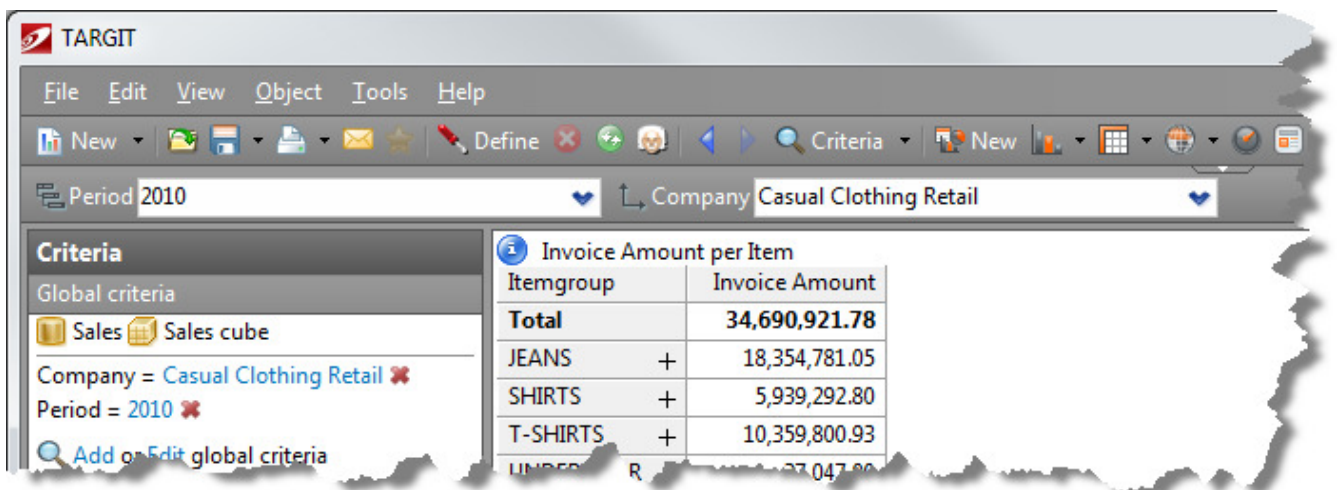 TARGIT
File Edit View Object Tools Help
New Define Criteria New
Period 2010 Company Casual Clothing Retail
Criteria
Global criteria
Sales Sales cube
Company = Casual Clothing Retail
Period = 2010
Add or Edit global criteria
Invoice Amount per Item
Itemgroup Invoice Amount
Total 34,690,921.78
JEANS + 18,354,781.05
SHIRTS + 5,939,292.80
T-SHIRTS + 10,359,800.93